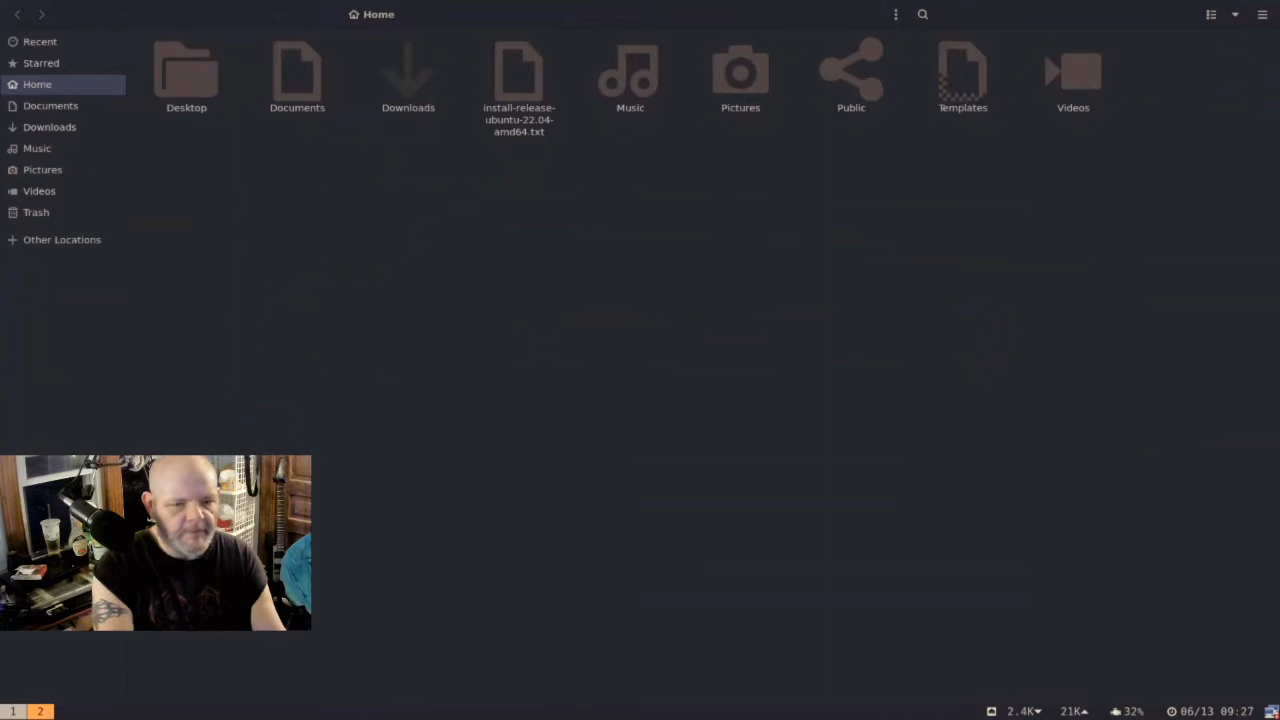 Home
Recent
Starred
Home
Documents
Downloads
Music
Pictures
Videos
Trash
Other Locations
Desktop
Documents
Downloads
install-release-
ubuntu-22.04-
amd64.txt
Music
Pictures
Public
Templates
Videos
1 2
2.4K 21K 32% 06/13 09:27